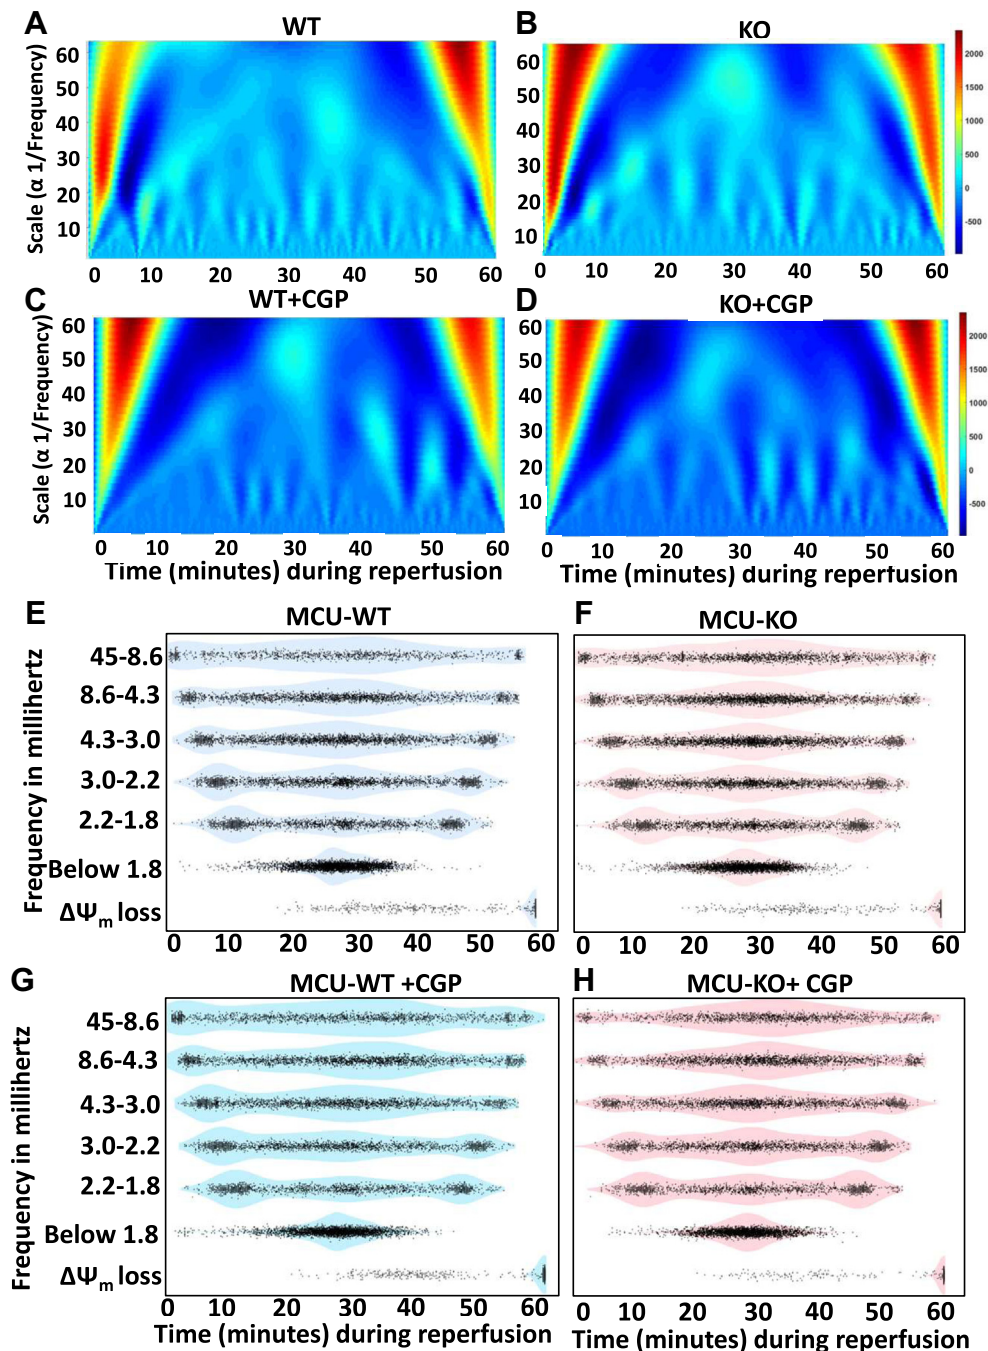 A WT B KO
Scale (α 1/Frequency)
60
50
40
30
20
10
0 10 20 30 40 50 60
60
50
40
30
20
10
0 10 20 30 40 50 60
2000
1500
1000
500
0
-500
C WT+CGP D KO+CGP
Scale (α 1/Frequency)
60
50
40
30
20
10
0 10 20 30 40 50 60
Time (minutes) during reperfusion
60
50
40
30
20
10
0 10 20 30 40 50 60
Time (minutes) during reperfusion
2000
1500
1000
500
0
-500
E MCU-WT F MCU-KO
Frequency in millihertz
45-8.6
8.6-4.3
4.3-3.0
3.0-2.2
2.2-1.8
Below 1.8
ΔΨm loss
0 10 20 30 40 50 60
0 10 20 30 40 50 60
G MCU-WT +CGP H MCU-KO+ CGP
Frequency in millihertz
45-8.6
8.6-4.3
4.3-3.0
3.0-2.2
2.2-1.8
Below 1.8
ΔΨm loss
0 10 20 30 40 50 60
Time (minutes) during reperfusion
0 10 20 30 40 50 60
Time (minutes) during reperfusion